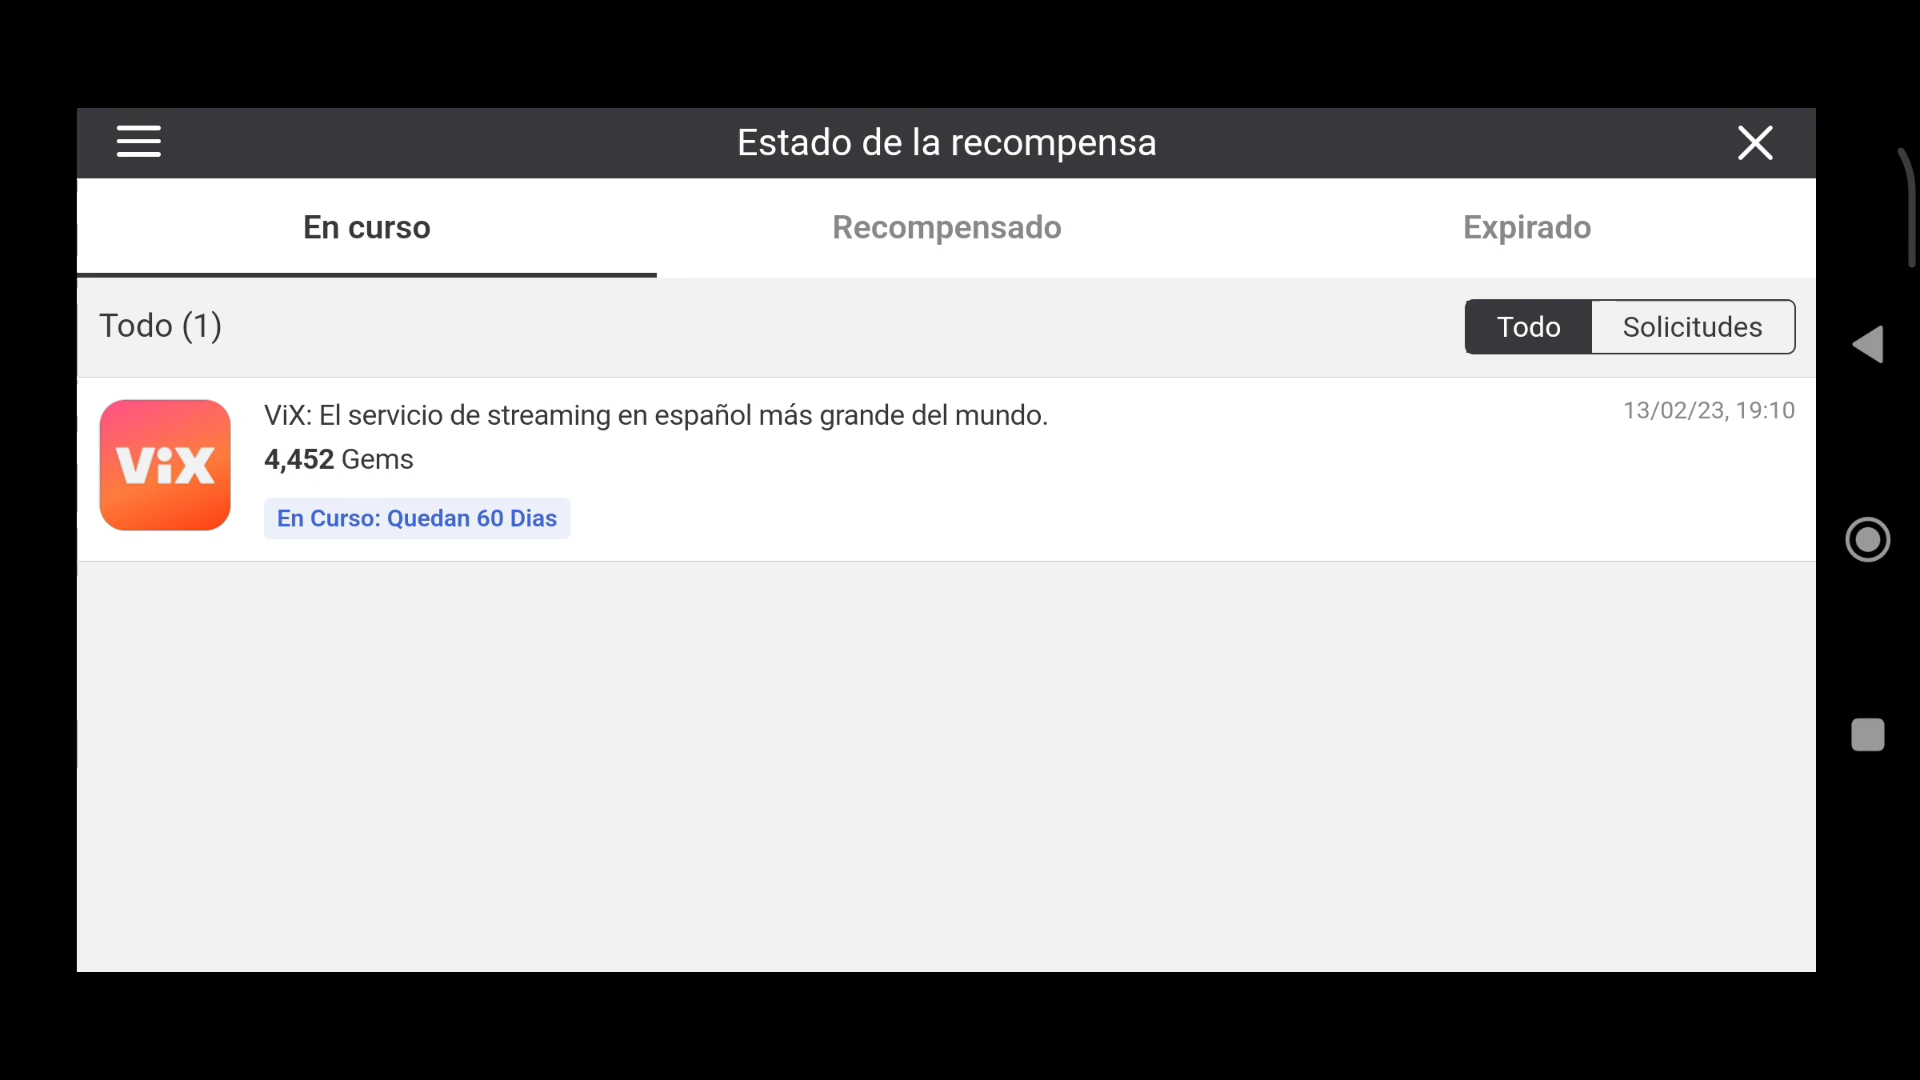 Estado de la recompensa
En curso
Recompensado
Expirado
Todo (1)
Todo
Solicitudes
ViX
ViX: El servicio de streaming en español más grande del mundo.
13/02/23, 19:10
4,452 Gems
En Curso: Quedan 60 Dias